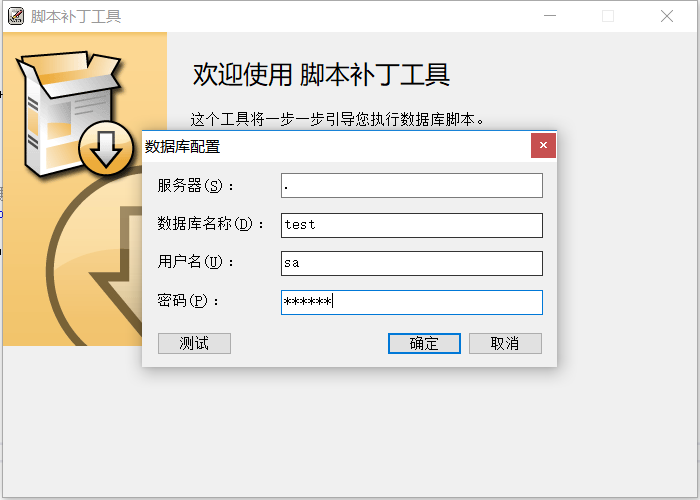 脚本补丁工具
欢迎使用 脚本补丁工具
这个工具将一步一步引导您执行数据库脚本。
数据库配置
服务器(S)：
.
数据库名称(D)：
test
用户名(U)：
sa
密码(P)：
******
测试
确定
取消